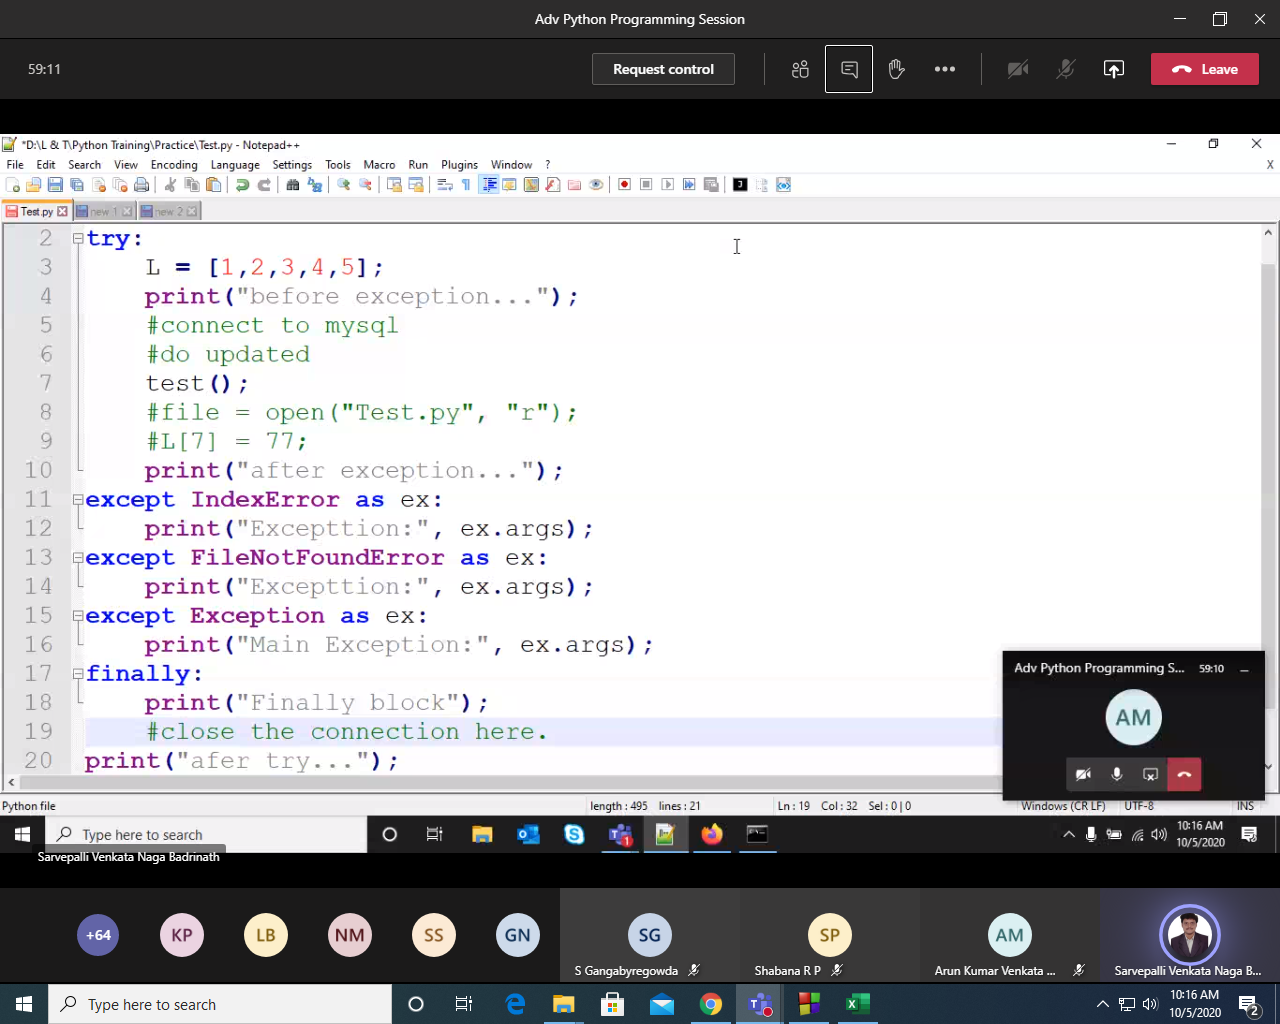 Adv Python Programming Session
59:11
Request control
Leave
*D:\L & T\Python Training\Practice\Test.py - Notepad++
File Edit Search View Encoding Language Settings Tools Macro Run Plugins Window ?
X
Test.py new 1 new 2
2 try:
3 L = [1,2,3,4,5];
4 print("before exception...");
5 #connect to mysql
6 #do updated
7 test();
8 #file = open("Test.py", "r");
9 #L[7] = 77;
10 print("after exception...");
11 except IndexError as ex:
12 print("Excepttion:", ex.args);
13 except FileNotFoundError as ex:
14 print("Excepttion:", ex.args);
15 except Exception as ex:
16 print("Main Exception:", ex.args);
17 finally:
18 print("Finally block");
19 #close the connection here.
20 print("afer try...");
Adv Python Programming S... 59:10
AM
Python file length : 495 lines : 21 Ln : 19 Col : 32 Sel : 0 | 0 Windows (CR LF) UTF-8 INS
Type here to search
10:16 AM
10/5/2020
Sarvepalli Venkata Naga Badrinath
+64 KP LB NM SS GN SG SP AM
S Gangabyregowda Shabana R P Arun Kumar Venkata ... Sarvepalli Venkata Naga B...
Type here to search
10:16 AM
10/5/2020
2